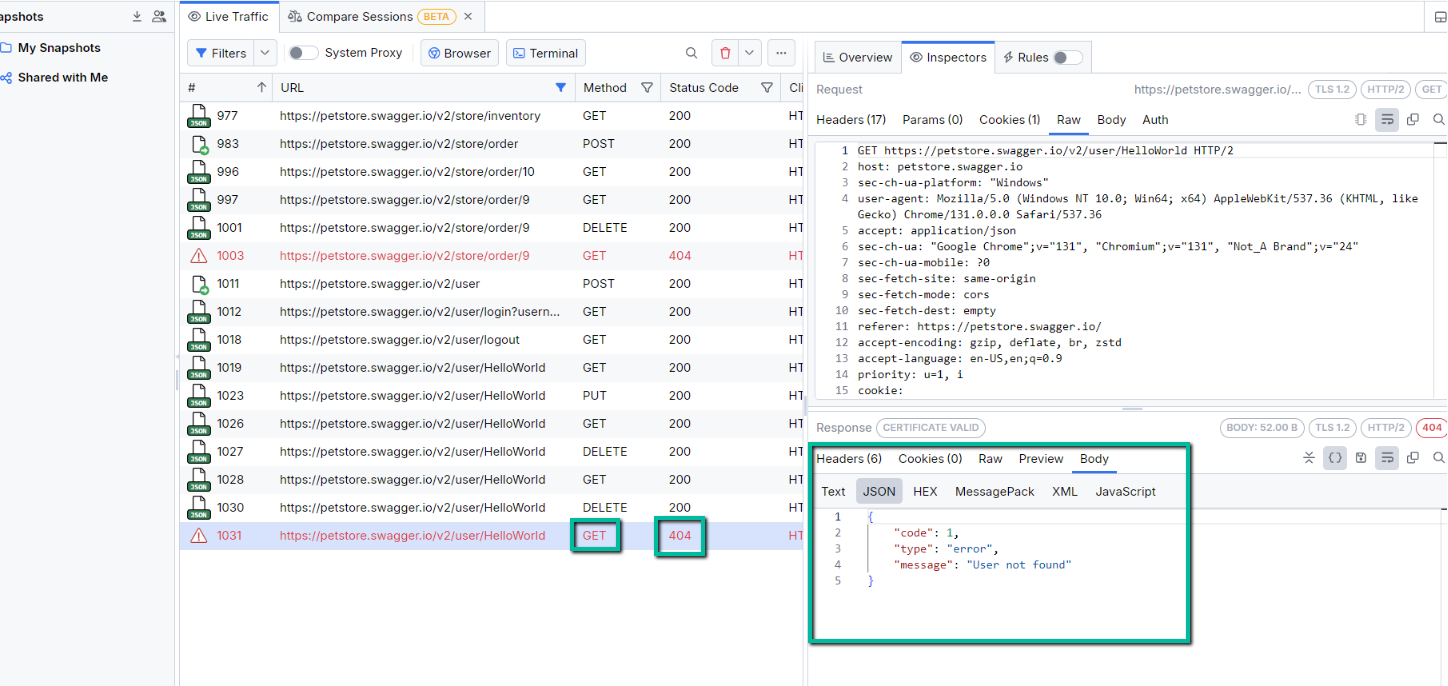 apshots
My Snapshots
Shared with Me
Live Traffic
Compare Sessions BETA
Filters System Proxy Browser Terminal
# URL Method Status Code Cli
JSON 977 https://petstore.swagger.io/v2/store/inventory GET 200 HT
983 https://petstore.swagger.io/v2/store/order POST 200 HT
JSON 996 https://petstore.swagger.io/v2/store/order/10 GET 200 HT
JSON 997 https://petstore.swagger.io/v2/store/order/9 GET 200 HT
JSON 1001 https://petstore.swagger.io/v2/store/order/9 DELETE 200 HT
1003 https://petstore.swagger.io/v2/store/order/9 GET 404 HT
1011 https://petstore.swagger.io/v2/user POST 200 HT
JSON 1012 https://petstore.swagger.io/v2/user/login?usern... GET 200 HT
JSON 1018 https://petstore.swagger.io/v2/user/logout GET 200 HT
JSON 1019 https://petstore.swagger.io/v2/user/HelloWorld GET 200 HT
JSON 1023 https://petstore.swagger.io/v2/user/HelloWorld PUT 200 HT
JSON 1026 https://petstore.swagger.io/v2/user/HelloWorld GET 200 HT
JSON 1027 https://petstore.swagger.io/v2/user/HelloWorld DELETE 200 HT
JSON 1028 https://petstore.swagger.io/v2/user/HelloWorld GET 200 HT
JSON 1030 https://petstore.swagger.io/v2/user/HelloWorld DELETE 200 HT
1031 https://petstore.swagger.io/v2/user/HelloWorld GET 404 HT
Overview Inspectors Rules
Request https://petstore.swagger.io/... TLS 1.2 HTTP/2 GET
Headers (17) Params (0) Cookies (1) Raw Body Auth
1 GET https://petstore.swagger.io/v2/user/HelloWorld HTTP/2
2 host: petstore.swagger.io
3 sec-ch-ua-platform: "Windows"
4 user-agent: Mozilla/5.0 (Windows NT 10.0; Win64; x64) AppleWebKit/537.36 (KHTML, like
Gecko) Chrome/131.0.0.0 Safari/537.36
5 accept: application/json
6 sec-ch-ua: "Google Chrome";v="131", "Chromium";v="131", "Not_A Brand";v="24"
7 sec-ch-ua-mobile: ?0
8 sec-fetch-site: same-origin
9 sec-fetch-mode: cors
10 sec-fetch-dest: empty
11 referer: https://petstore.swagger.io/
12 accept-encoding: gzip, deflate, br, zstd
13 accept-language: en-US,en;q=0.9
14 priority: u=1, i
15 cookie:
Response CERTIFICATE VALID BODY: 52.00 B TLS 1.2 HTTP/2 404
Headers (6) Cookies (0) Raw Preview Body
Text JSON HEX MessagePack XML JavaScript
1 {
2 "code": 1,
3 "type": "error",
4 "message": "User not found"
5 }